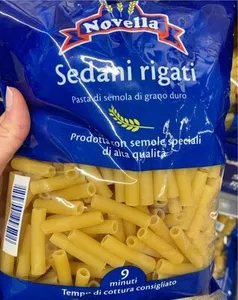 Novella
Sedani rigati
Pasta di semola di grano duro
Prodotta con semole speciali
di alta qualità
9
minuti
Tempo di cottura consigliato